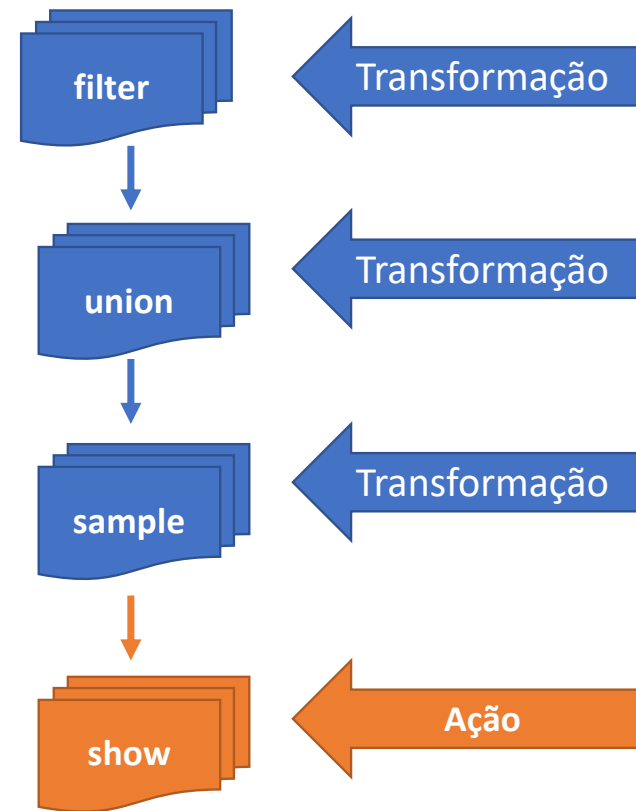 filter
Transformação
union
Transformação
sample
Transformação
show
Ação